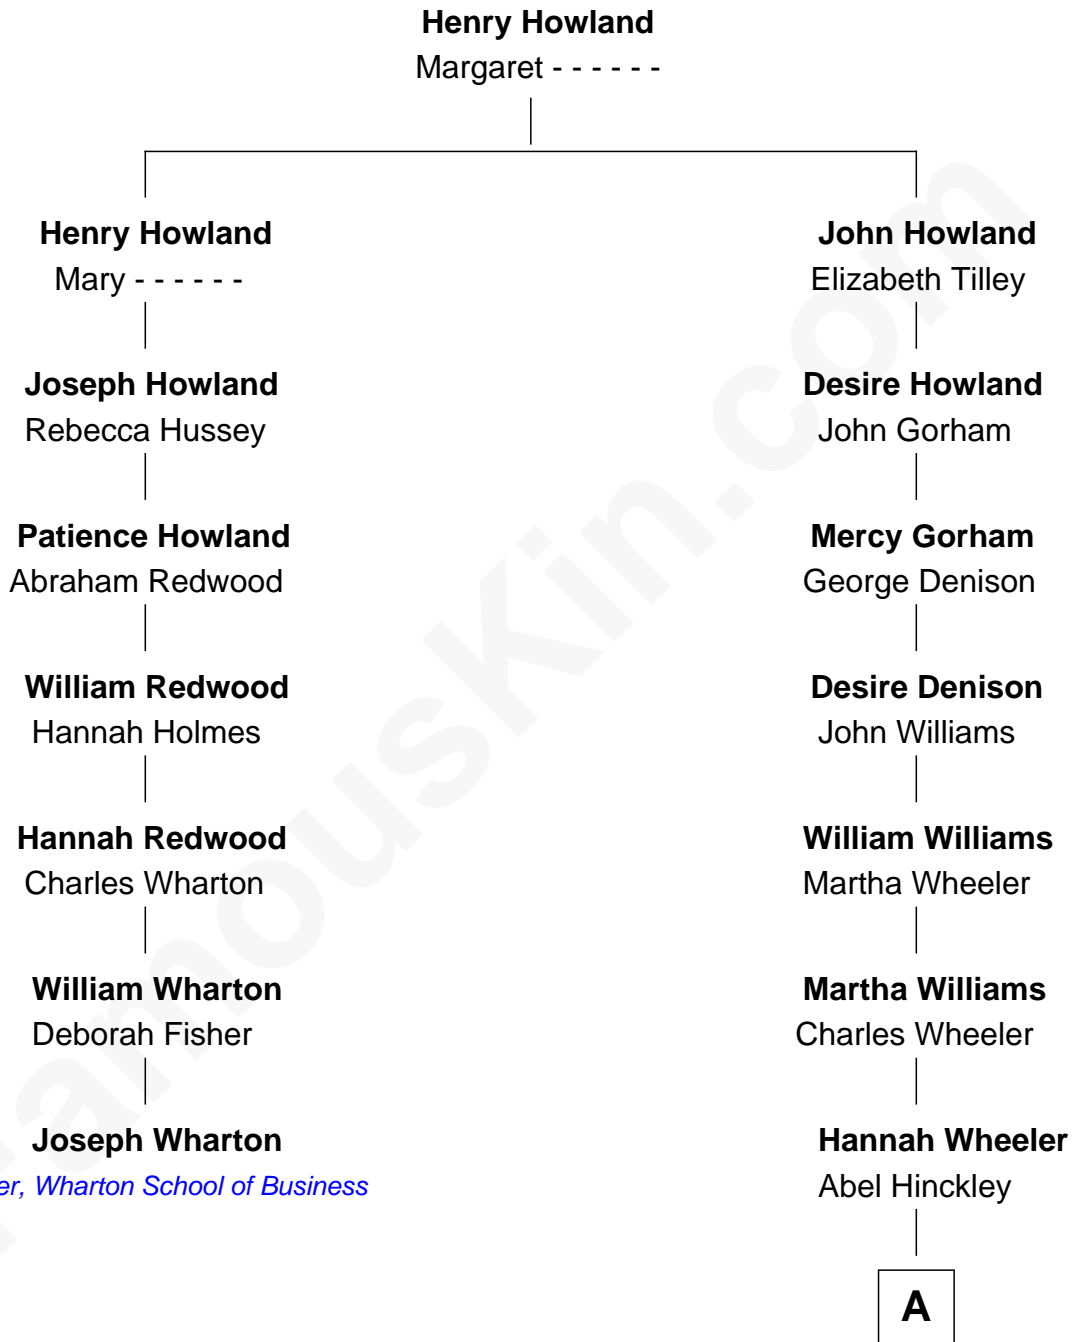 Henry Howland
Margaret - - - - - -
Henry Howland
Mary - - - - - -
John Howland
Elizabeth Tilley
Joseph Howland
Rebecca Hussey
Desire Howland
John Gorham
Patience Howland
Abraham Redwood
Mercy Gorham
George Denison
William Redwood
Hannah Holmes
Desire Denison
John Williams
Hannah Redwood
Charles Wharton
William Williams
Martha Wheeler
William Wharton
Deborah Fisher
Martha Williams
Charles Wheeler
Joseph Wharton
er, Wharton School of Business
Hannah Wheeler
Abel Hinckley
A
FamousKin.com